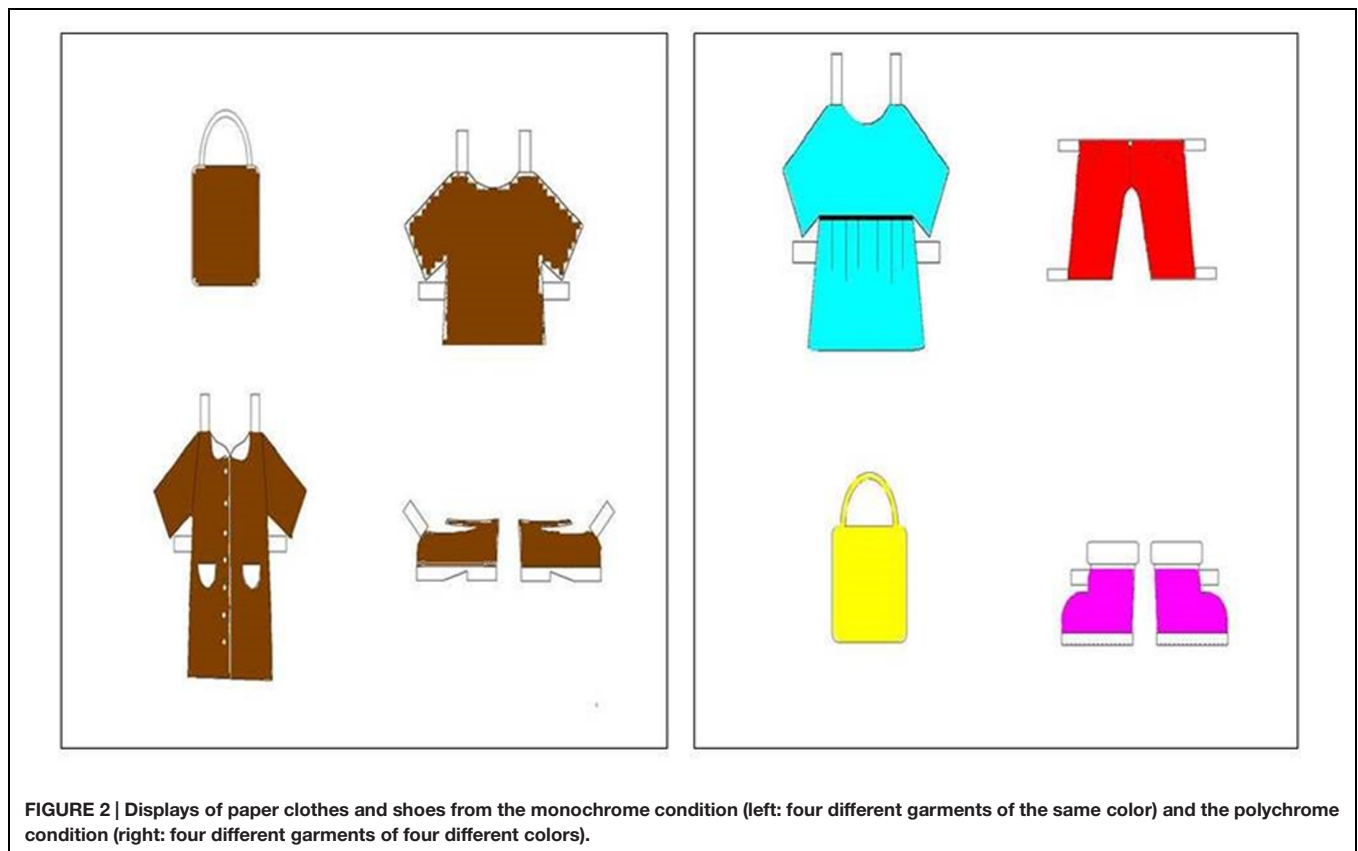 FIGURE 2 | Displays of paper clothes and shoes from the monochrome condition (left: four different garments of the same color) and the polychrome
condition (right: four different garments of four different colors).